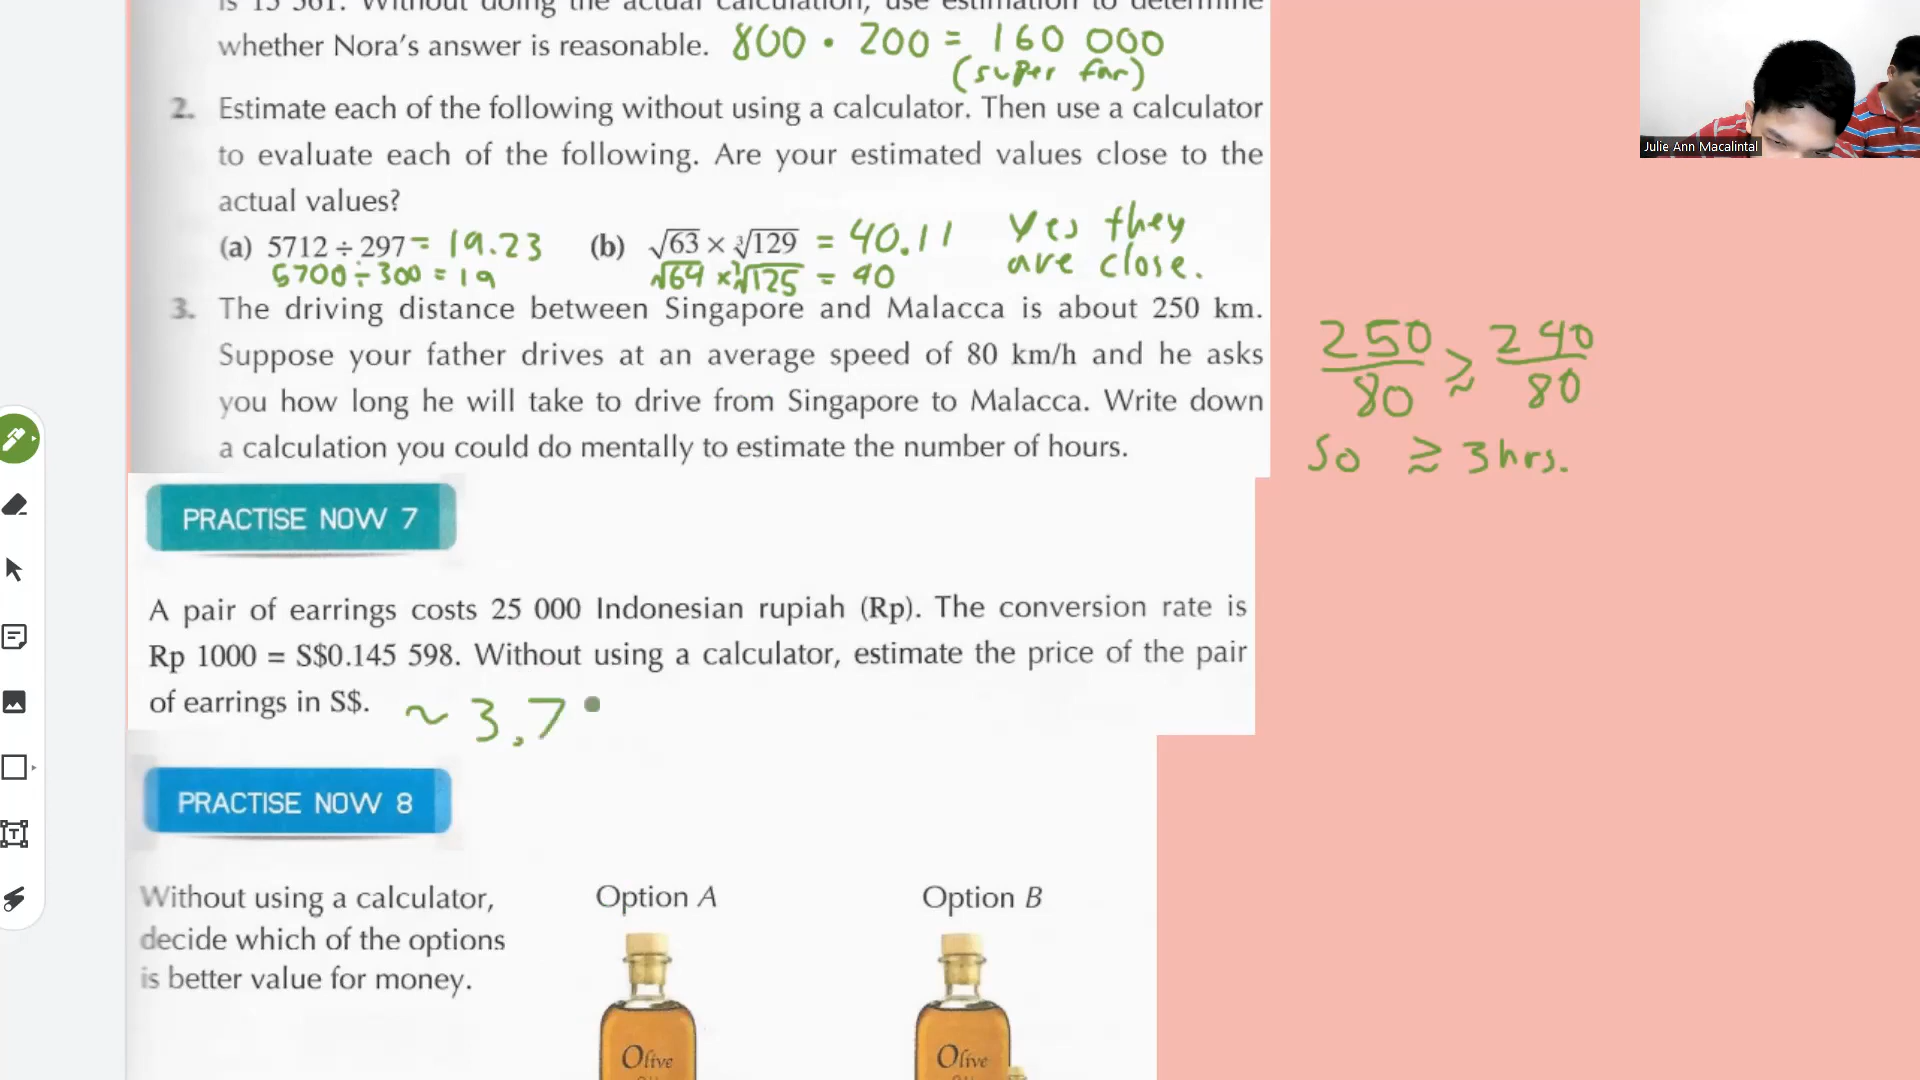 is 15 561. Without doing the actual calculation, use estimation to determine
whether Nora's answer is reasonable. 800 · 200 = 160 000
(super far)
2. Estimate each of the following without using a calculator. Then use a calculator
to evaluate each of the following. Are your estimated values close to the
actual values?
(a) 5712 ÷ 297 = 19.23 (b) √63 × ∛129 = 40.11 Yes they
5700 ÷ 300 = 19 √64 × ∛125 = 40 are close.
3. The driving distance between Singapore and Malacca is about 250 km.
Suppose your father drives at an average speed of 80 km/h and he asks
you how long he will take to drive from Singapore to Malacca. Write down
a calculation you could do mentally to estimate the number of hours.
250/80 ⪆ 240/80
so ⪆ 3hrs.
PRACTISE NOW 7
A pair of earrings costs 25 000 Indonesian rupiah (Rp). The conversion rate is
Rp 1000 = S$0.145 598. Without using a calculator, estimate the price of the pair
of earrings in S$. ~ 3.7
PRACTISE NOW 8
Without using a calculator,
decide which of the options
is better value for money.
Option A
Option B
Olive
Olive
Julie Ann Macalintal